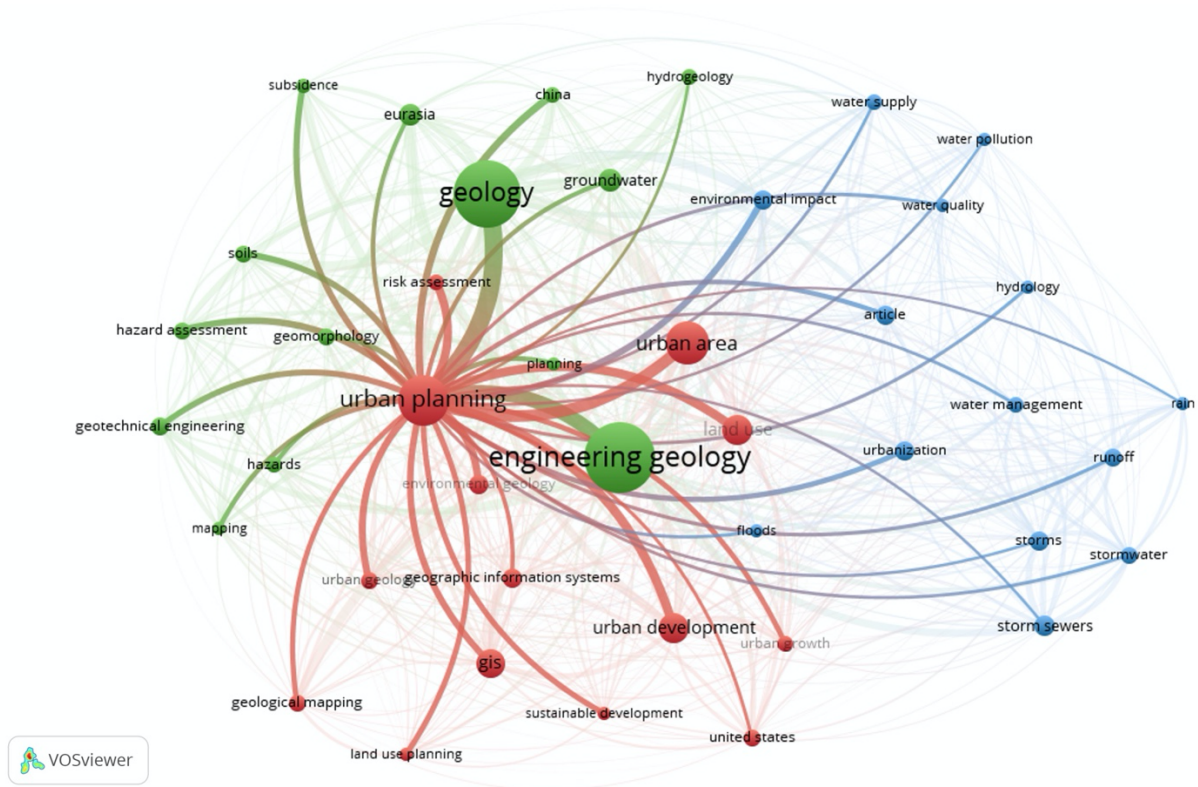 hydrogeology
subsidence
china
water supply
eurasia
water pollution
groundwater
geology
environmental impact
water quality
soils
risk assessment
hydrology
article
hazard assessment
geomorphology
urban area
planning
urban planning
water management
rain
geotechnical engineering
land use
urbanization
engineering geology
runoff
hazards
environmental geology
mapping
floods
storms
stormwater
urban geology
geographic information systems
urban development
storm sewers
urban growth
gis
geological mapping
sustainable development
united states
land use planning
VOSviewer